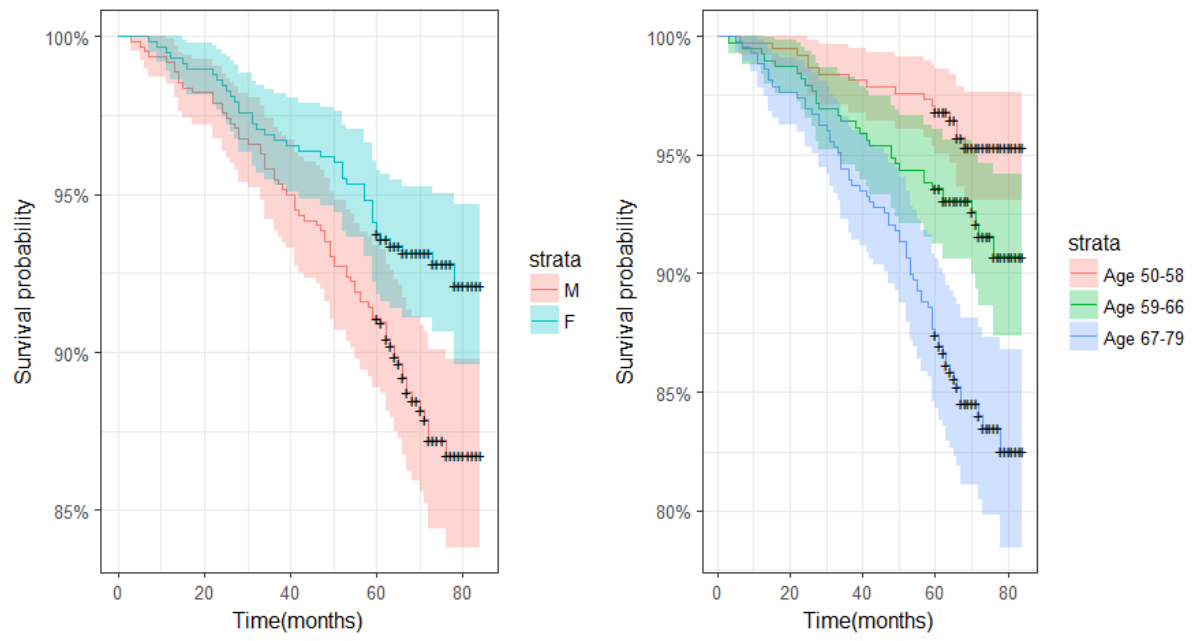 100%
95%
90%
85%
Survival probability
0 20 40 60 80
Time(months)
strata
M
F
100%
95%
90%
85%
80%
Survival probability
0 20 40 60 80
Time(months)
strata
Age 50-58
Age 59-66
Age 67-79